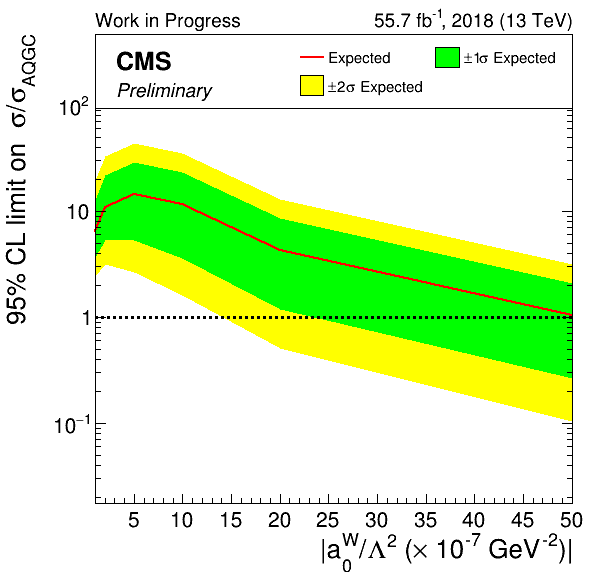 Work in Progress 55.7 fb⁻¹, 2018 (13 TeV)
CMS
Preliminary
Expected ±1σ Expected
±2σ Expected
95% CL limit on σ/σ_AQGC
10²
10
1
10⁻¹
5 10 15 20 25 30 35 40 45 50
|a₀ᵂ/Λ² (× 10⁻⁷ GeV⁻²)|